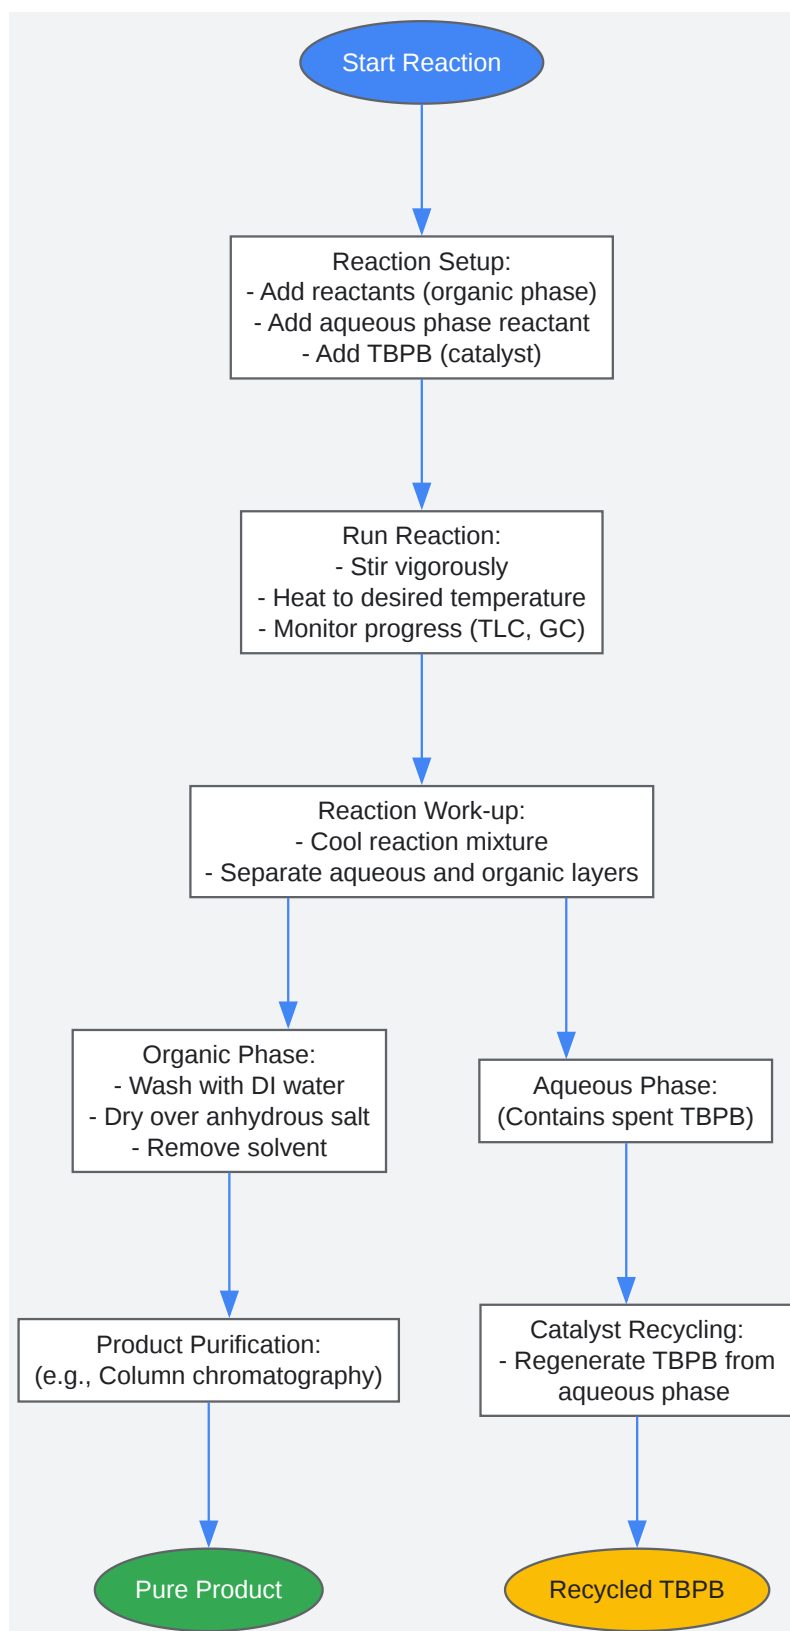 Start Reaction
Reaction Setup:
- Add reactants (organic phase)
- Add aqueous phase reactant
- Add TBPB (catalyst)
Run Reaction:
- Stir vigorously
- Heat to desired temperature
- Monitor progress (TLC, GC)
Reaction Work-up:
- Cool reaction mixture
- Separate aqueous and organic layers
Organic Phase:
- Wash with DI water
- Dry over anhydrous salt
- Remove solvent
Aqueous Phase:
(Contains spent TBPB)
Product Purification:
(e.g., Column chromatography)
Catalyst Recycling:
- Regenerate TBPB from
aqueous phase
Pure Product
Recycled TBPB